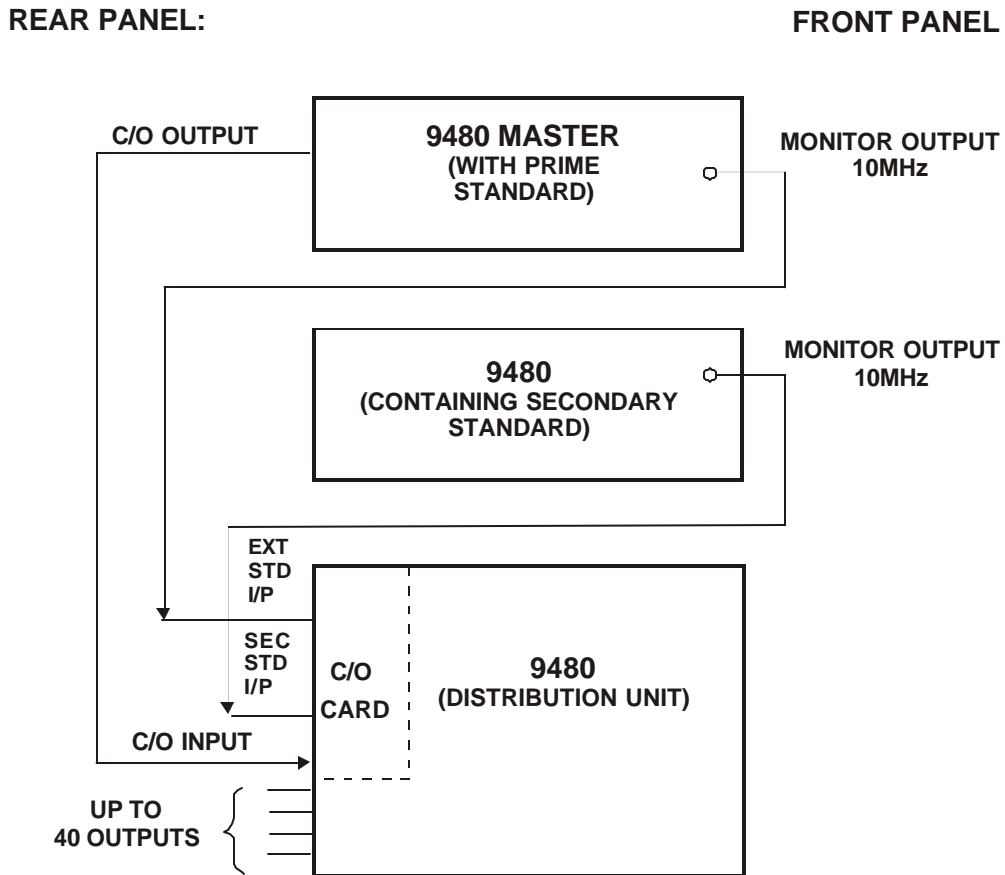 REAR PANEL:
FRONT PANEL
C/O OUTPUT
9480 MASTER
(WITH PRIME
STANDARD)
MONITOR OUTPUT
10MHz
9480
(CONTAINING SECONDARY
STANDARD)
MONITOR OUTPUT
10MHz
EXT
STD
I/P
SEC
STD
I/P
C/O
CARD
9480
(DISTRIBUTION UNIT)
C/O INPUT
UP TO
40 OUTPUTS